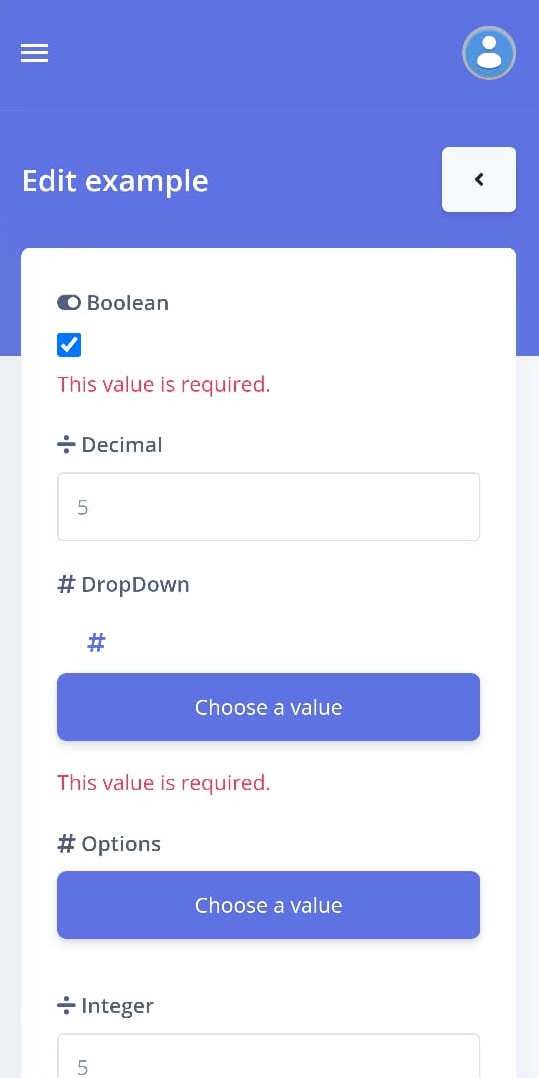 Edit example
Boolean
This value is required.
Decimal
5
# DropDown
#
Choose a value
This value is required.
# Options
Choose a value
Integer
5